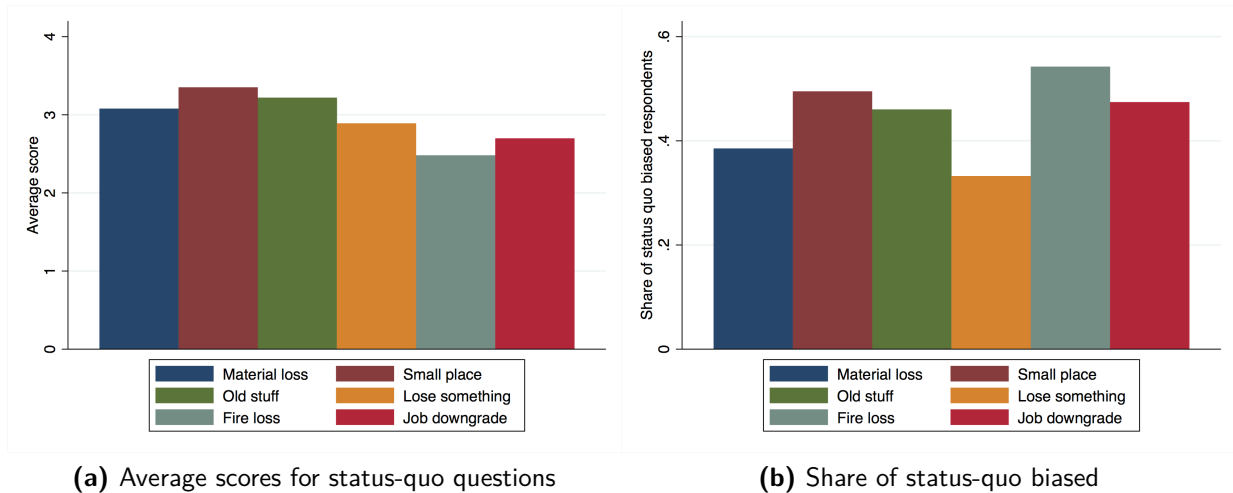 Average score
4
3
2
1
0
Material loss
Small place
Old stuff
Lose something
Fire loss
Job downgrade
(a) Average scores for status-quo questions
Share of status quo biased respondents
.6
.4
.2
0
Material loss
Small place
Old stuff
Lose something
Fire loss
Job downgrade
(b) Share of status-quo biased